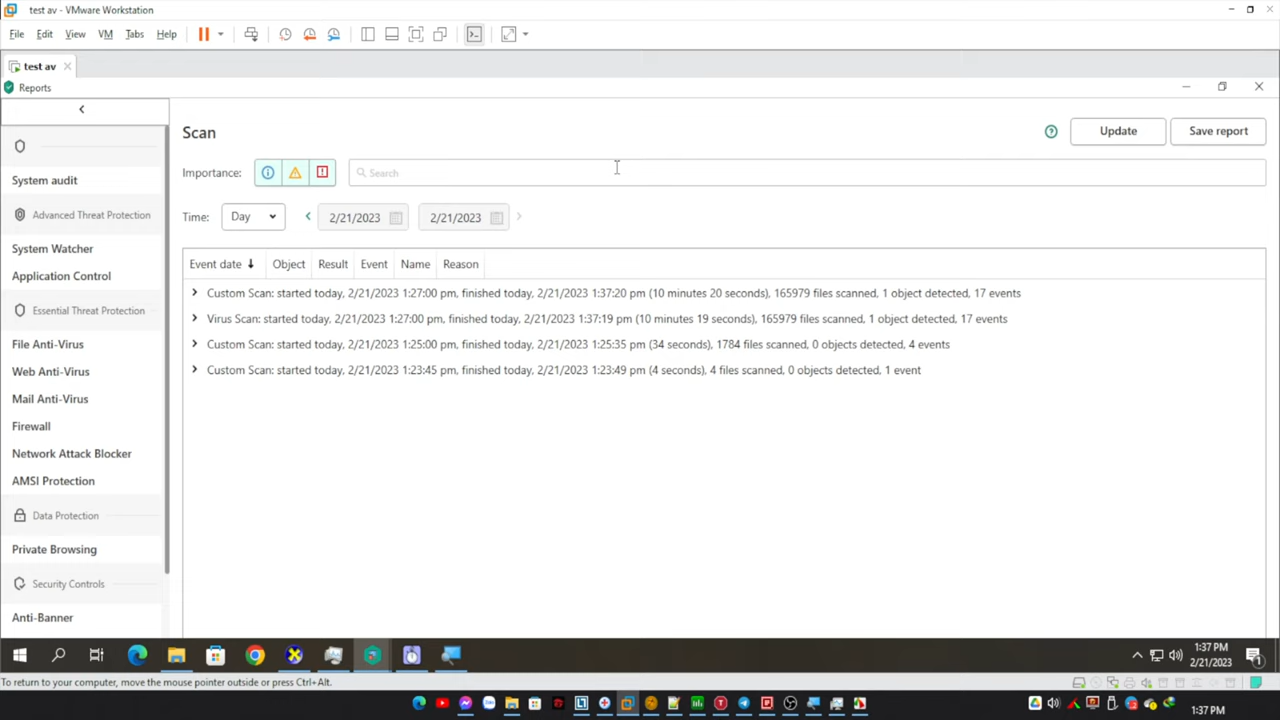 test av - VMware Workstation
File Edit View VM Tabs Help
test av
Reports
Scan
Update
Save report
Importance:
Search
Time:
Day
2/21/2023
2/21/2023
System audit
Advanced Threat Protection
System Watcher
Application Control
Essential Threat Protection
File Anti-Virus
Web Anti-Virus
Mail Anti-Virus
Firewall
Network Attack Blocker
AMSI Protection
Data Protection
Private Browsing
Security Controls
Anti-Banner
Event date Object Result Event Name Reason
Custom Scan: started today, 2/21/2023 1:27:00 pm, finished today, 2/21/2023 1:37:20 pm (10 minutes 20 seconds), 165979 files scanned, 1 object detected, 17 events
Virus Scan: started today, 2/21/2023 1:27:00 pm, finished today, 2/21/2023 1:37:19 pm (10 minutes 19 seconds), 165979 files scanned, 1 object detected, 17 events
Custom Scan: started today, 2/21/2023 1:25:00 pm, finished today, 2/21/2023 1:25:35 pm (34 seconds), 1784 files scanned, 0 objects detected, 4 events
Custom Scan: started today, 2/21/2023 1:23:45 pm, finished today, 2/21/2023 1:23:49 pm (4 seconds), 4 files scanned, 0 objects detected, 1 event
1:37 PM
2/21/2023
1
To return to your computer, move the mouse pointer outside or press Ctrl+Alt.
1:37 PM